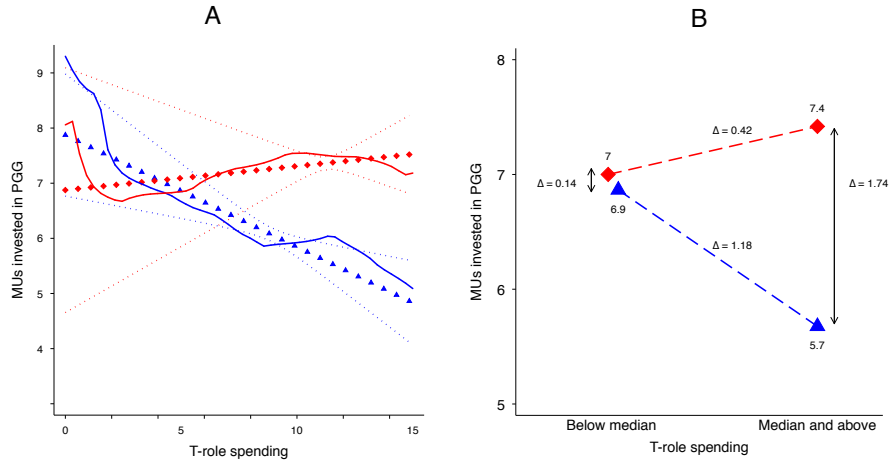 A
B
MUs invested in PGG
9
8
7
6
5
4
0
5
10
15
T-role spending
MUs invested in PGG
8
7
6
5
7.4
Δ = 0.42
7
Δ = 0.14
Δ = 1.74
6.9
Δ = 1.18
5.7
Below median
Median and above
T-role spending